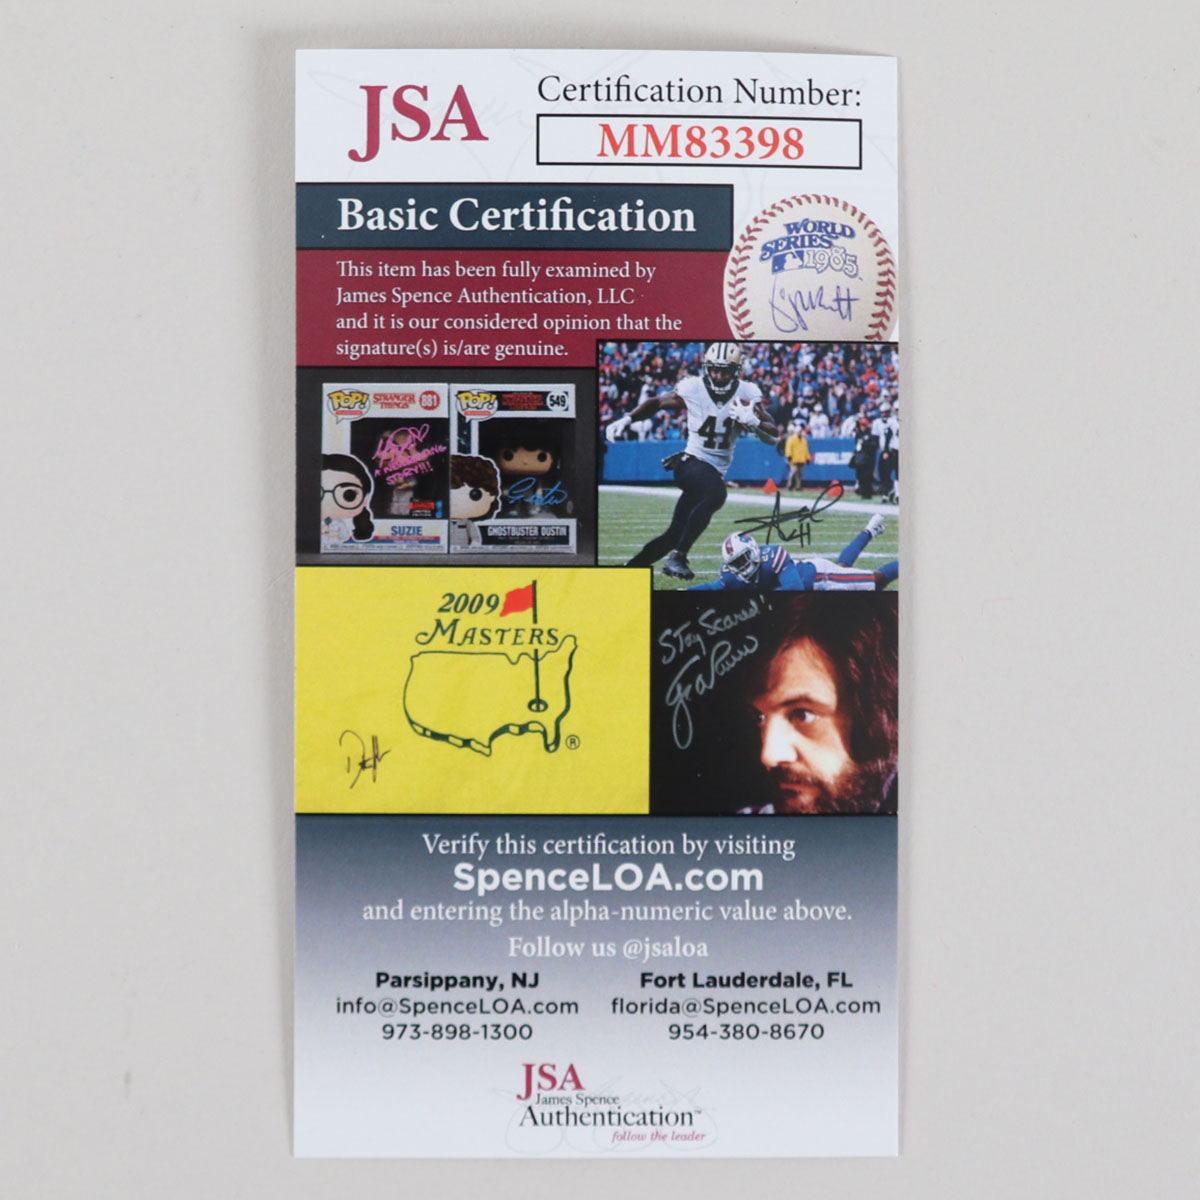 JSA
Certification Number:
MM83398
Basic Certification
This item has been fully examined by
James Spence Authentication, LLC
and it is our considered opinion that the
signature(s) is/are genuine.
WORLD
SERIES
1985
POP!
STRANGER
THINGS
881
A NEVERENDING
STORY!!!
SUZIE
POP!
549
GHOSTBUSTER DUSTIN
41
2009
MASTERS
®
Stay Scared!
Verify this certification by visiting
SpenceLOA.com
and entering the alpha-numeric value above.
Follow us @jsaloa
Parsippany, NJ
info@SpenceLOA.com
973-898-1300
Fort Lauderdale, FL
florida@SpenceLOA.com
954-380-8670
JSA
James Spence
Authentication™
follow the leader